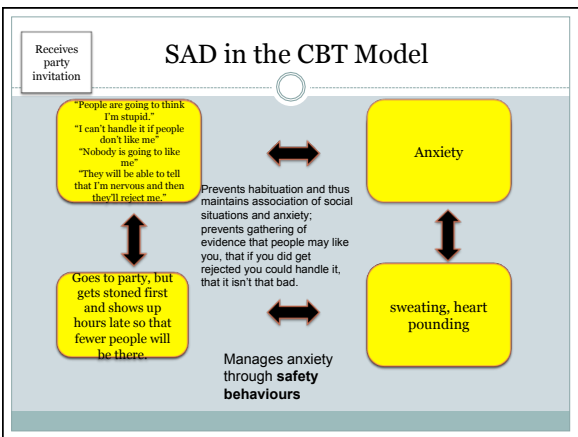 Receives
party
invitation
SAD in the CBT Model
“People are going to think
I’m stupid.”
“I can’t handle it if people
don’t like me”
“Nobody is going to like
me”
“They will be able to tell
that I’m nervous and then
they’ll reject me.”
Anxiety
Prevents habituation and thus
maintains association of social
situations and anxiety;
prevents gathering of
evidence that people may like
you, that if you did get
rejected you could handle it,
that it isn’t that bad.
Goes to party, but
gets stoned first
and shows up
hours late so that
fewer people will
be there.
sweating, heart
pounding
Manages anxiety
through safety
behaviours